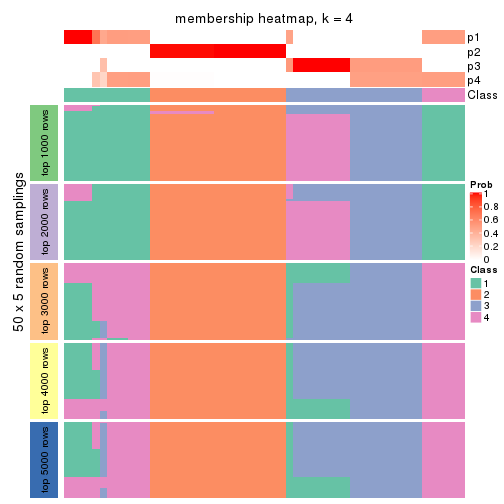 membership heatmap, k = 4
p1
p2
p3
p4
Class
50 x 5 random samplings
top 1000 rows
top 2000 rows
top 3000 rows
top 4000 rows
top 5000 rows
Prob
1
0.8
0.6
0.4
0.2
0
Class
1
2
3
4